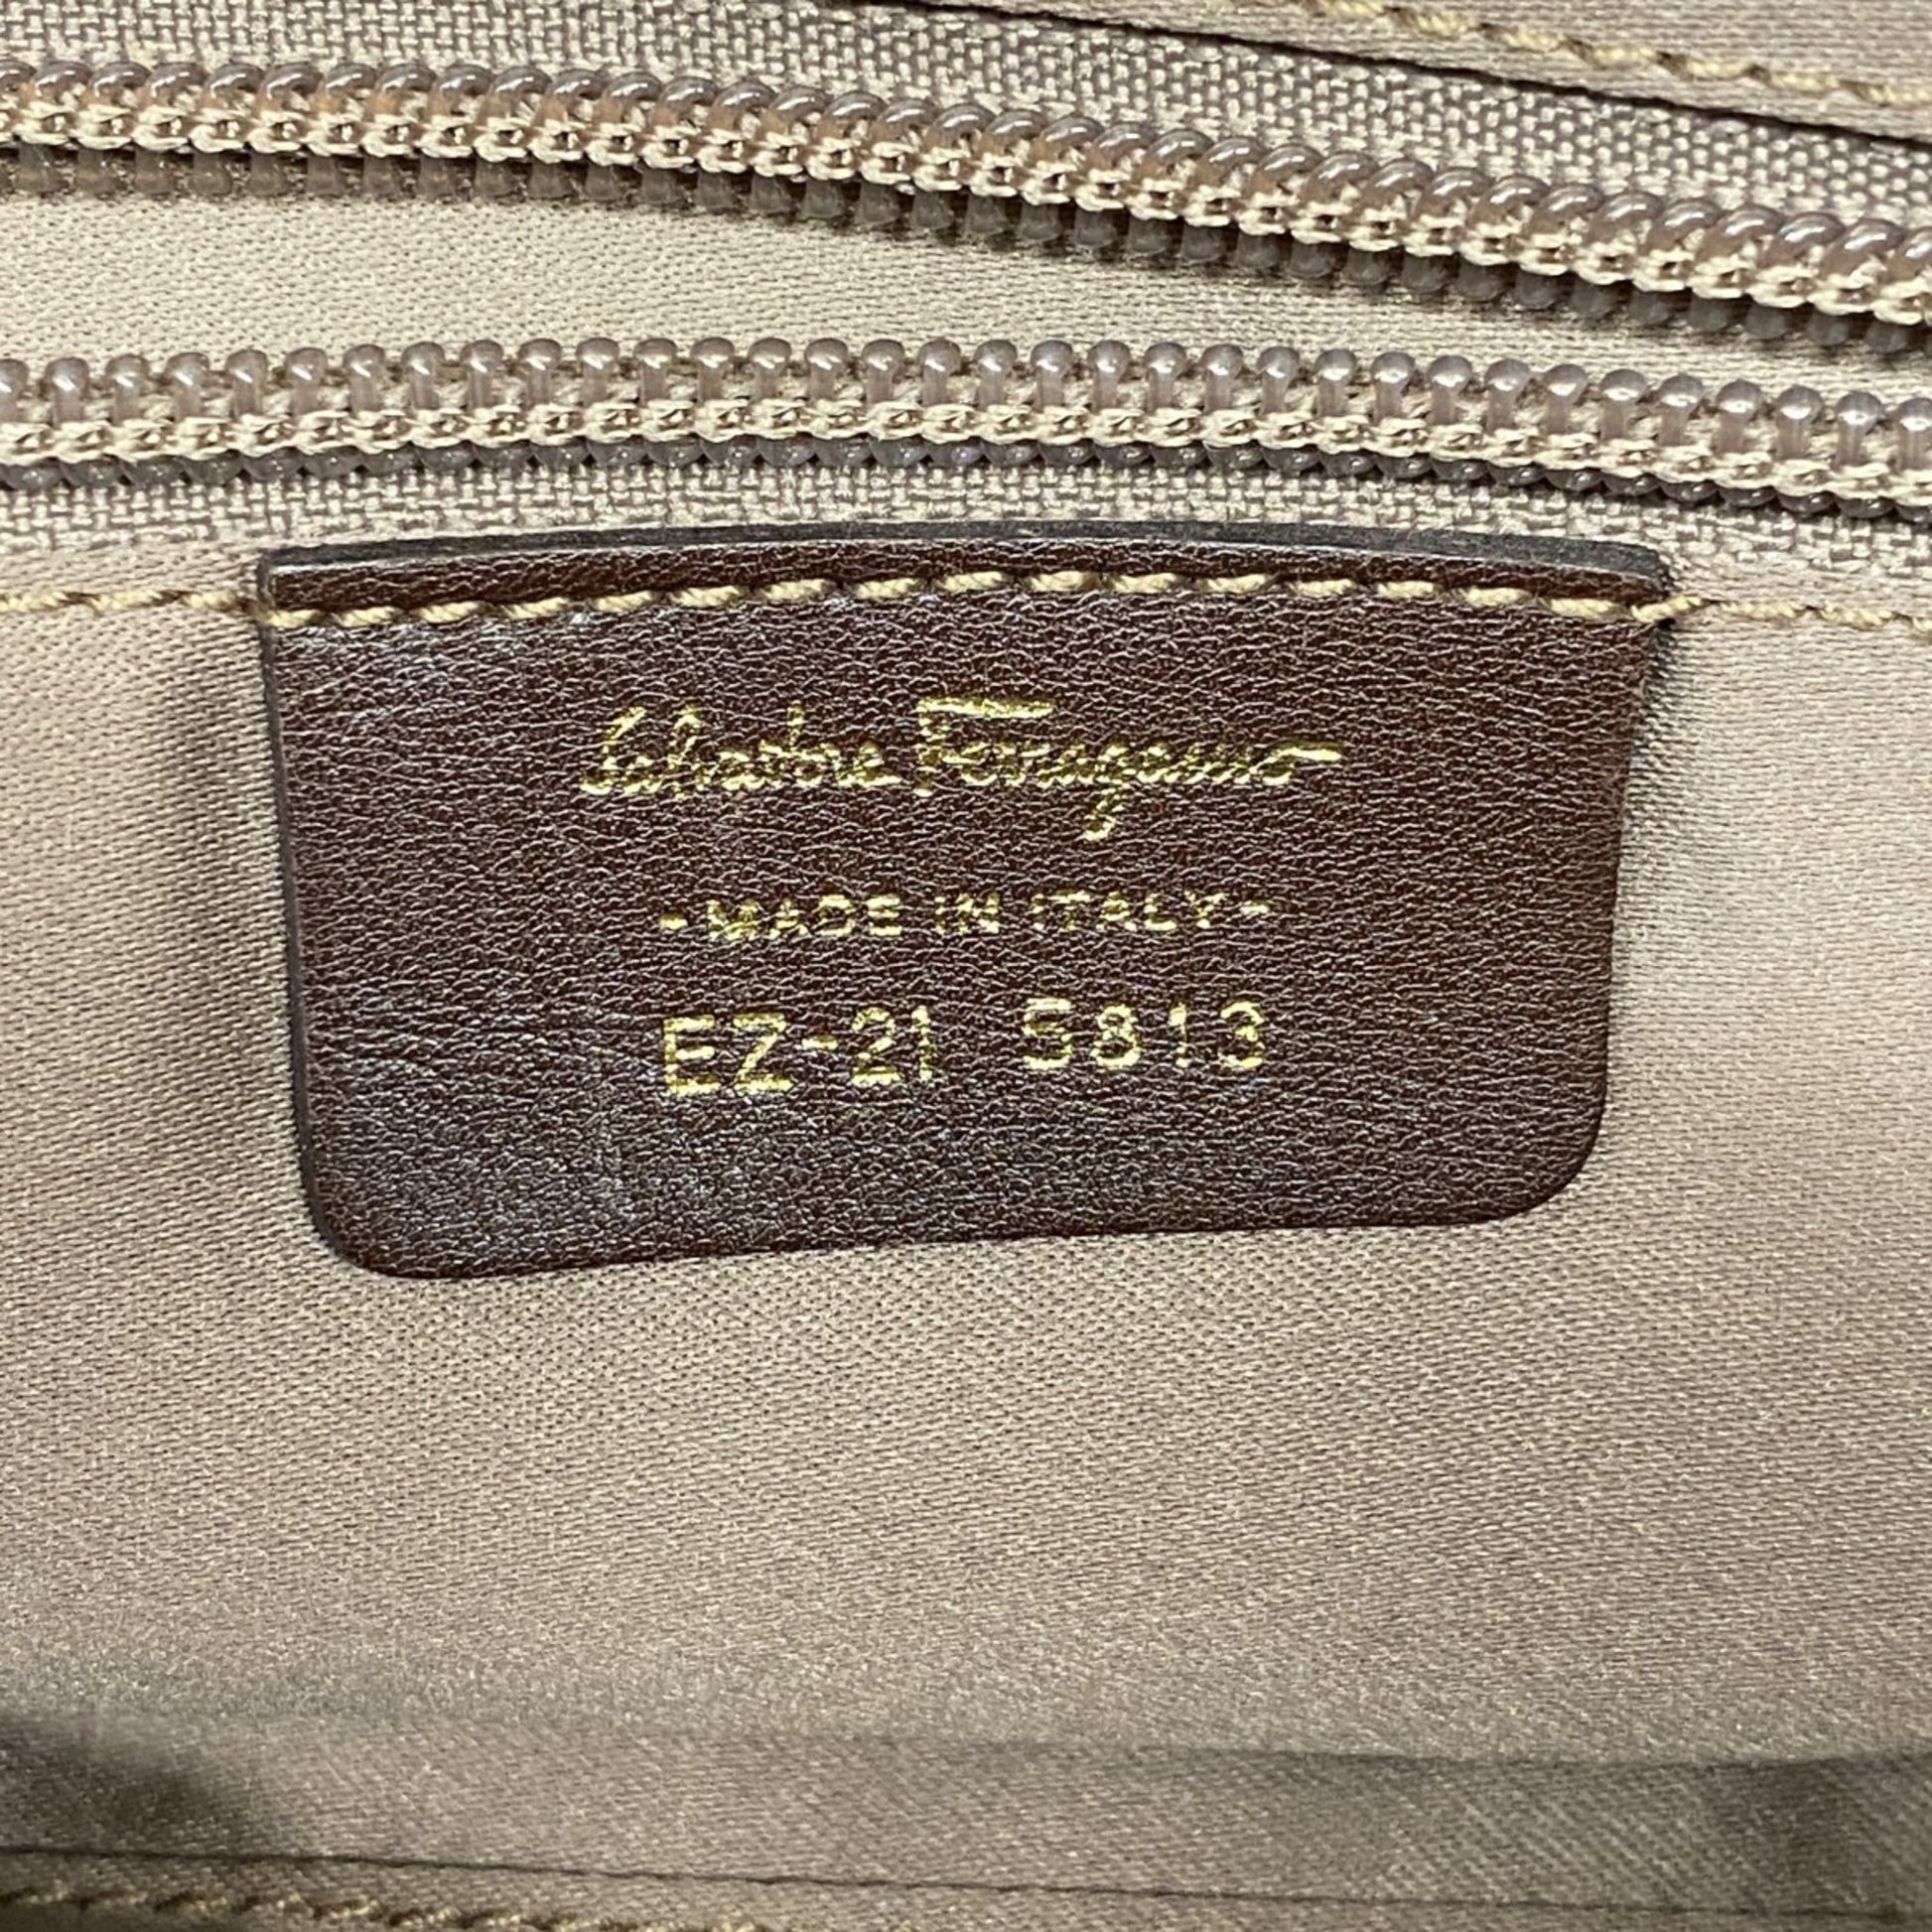 Salvatore Ferragamo
-MADE IN ITALY-
EZ-21 5813